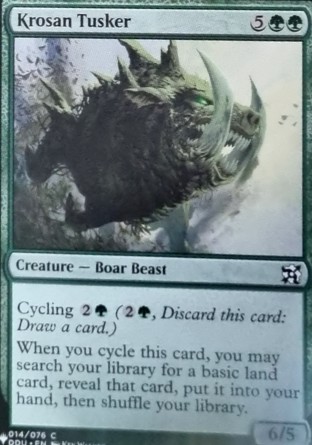 Krosan Tusker 5
Creature — Boar Beast
Cycling 2 (2, Discard this card:
Draw a card.)
When you cycle this card, you may
search your library for a basic land
card, reveal that card, put it into your
hand, then shuffle your library.
014/076 C
DDU
6/5